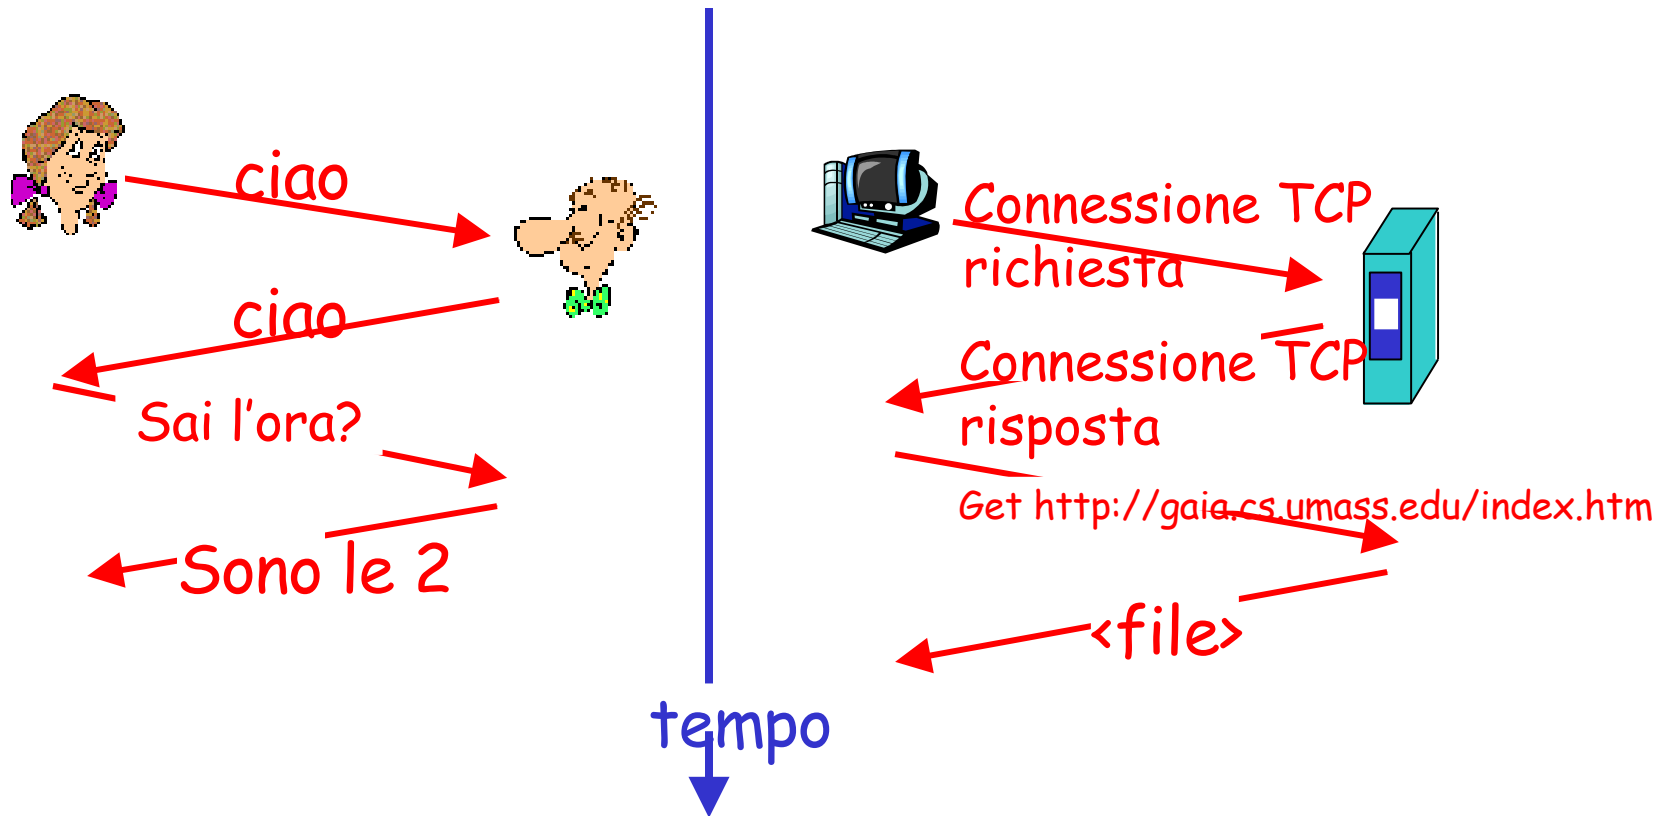 ciao
ciao
Sai l'ora?
Sono le 2
Connessione TCP
richiesta
Connessione TCP
risposta
Get http://gaia.cs.umass.edu/index.htm
<file>
tempo